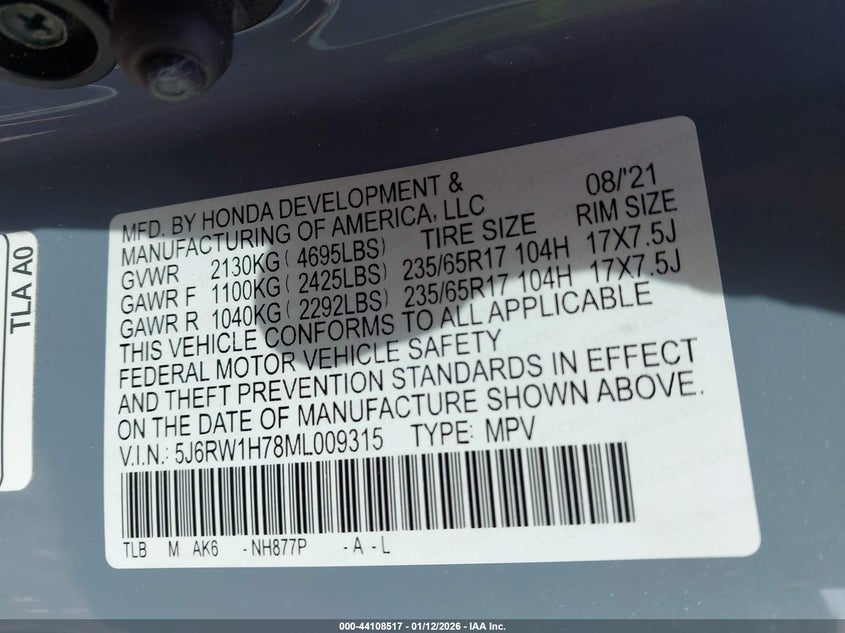 MFD. BY HONDA DEVELOPMENT & 08/'21
MANUFACTURING OF AMERICA, LLC
TIRE SIZE RIM SIZE
GVWR 2130KG( 4695LBS)
GAWR F 1100KG( 2425LBS) 235/65R17 104H 17X7.5J
GAWR R 1040KG( 2292LBS) 235/65R17 104H 17X7.5J
THIS VEHICLE CONFORMS TO ALL APPLICABLE
FEDERAL MOTOR VEHICLE SAFETY
AND THEFT PREVENTION STANDARDS IN EFFECT
ON THE DATE OF MANUFACTURE SHOWN ABOVE.
V.I.N.: 5J6RW1H78ML009315 TYPE: MPV
TLB M AK6 -NH877P -A -L
TLA A0
000-44108517 - 01/12/2026 - IAA Inc.